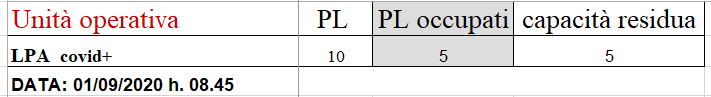 Unità operativa PL PL occupati capacità residua
LPA covid+ 10 5 5
DATA: 01/09/2020 h. 08.45